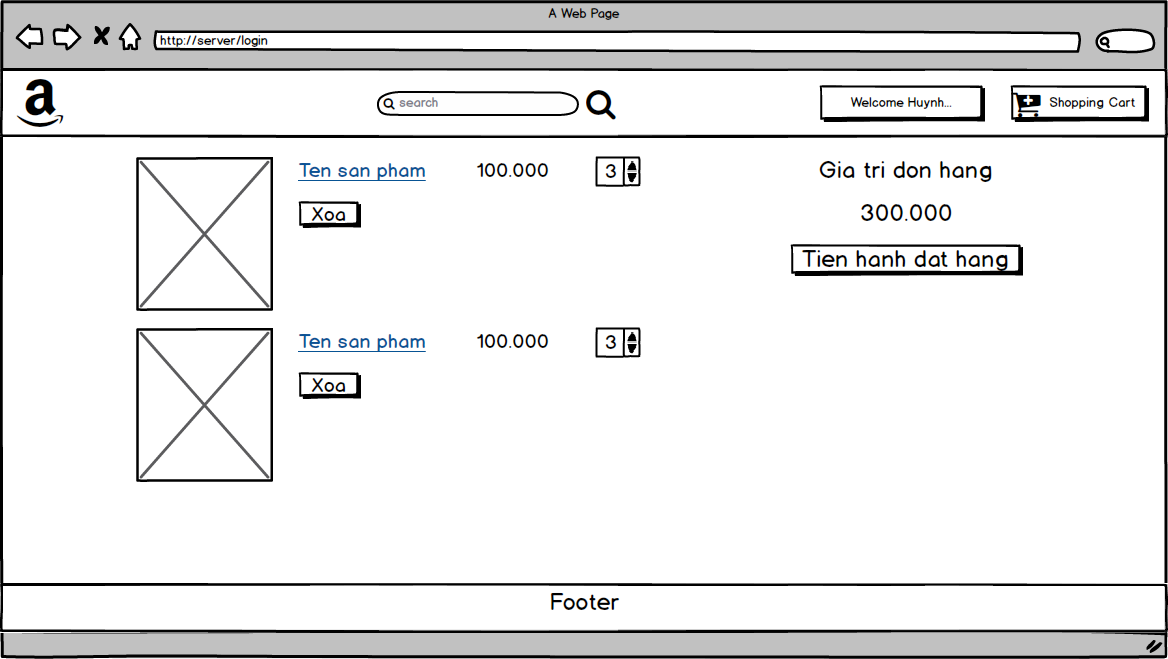 A Web Page
http://server/login
a
search
Welcome Huynh...
Shopping Cart
Ten san pham
100.000
3
Xoa
Ten san pham
100.000
3
Xoa
Gia tri don hang
300.000
Tien hanh dat hang
Footer